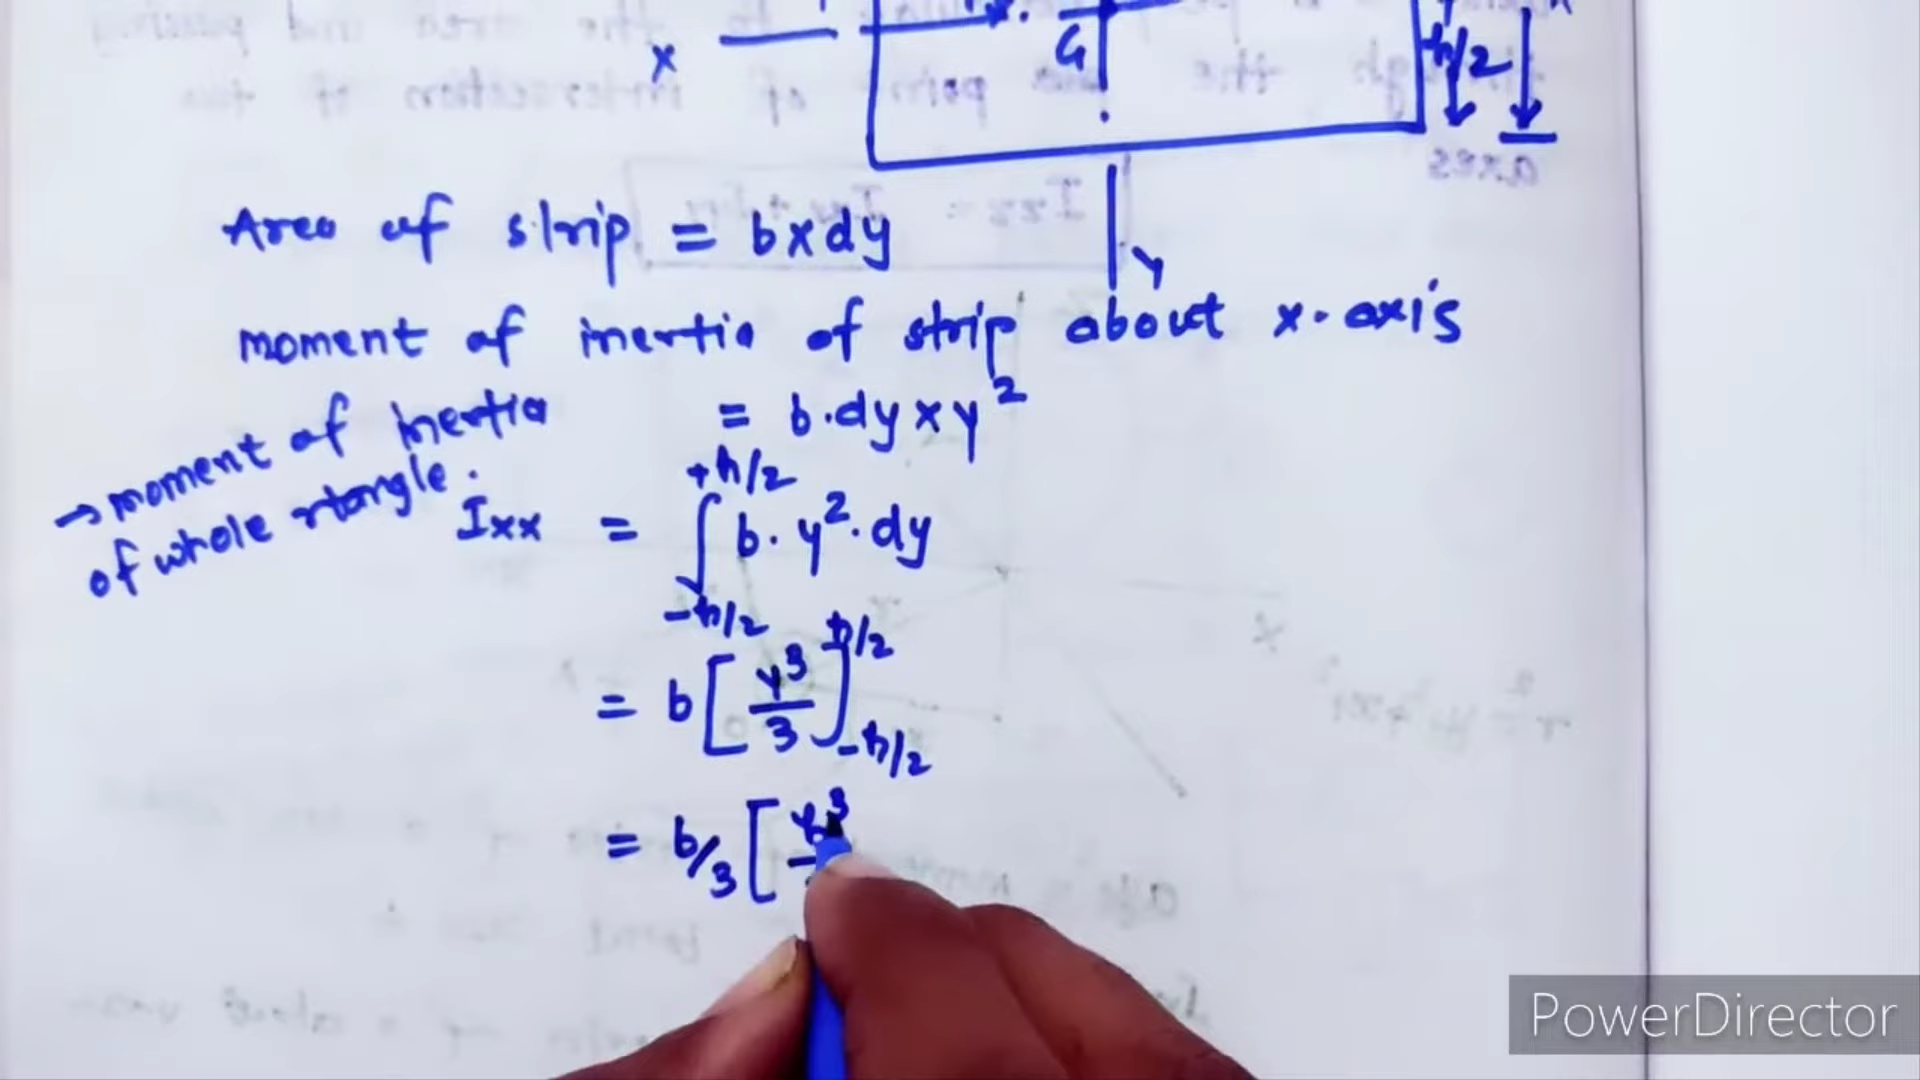 x
G
h/2
Area of strip = b x dy
Y
moment of inertia of strip about x-axis
= b.dy x y²
→ moment of inertia
of whole rtangle.
+h/2
Ixx = ∫ b. y². dy
-h/2
h/2
= b [ y³/3 ]
-h/2
= b/3 [
PowerDirector